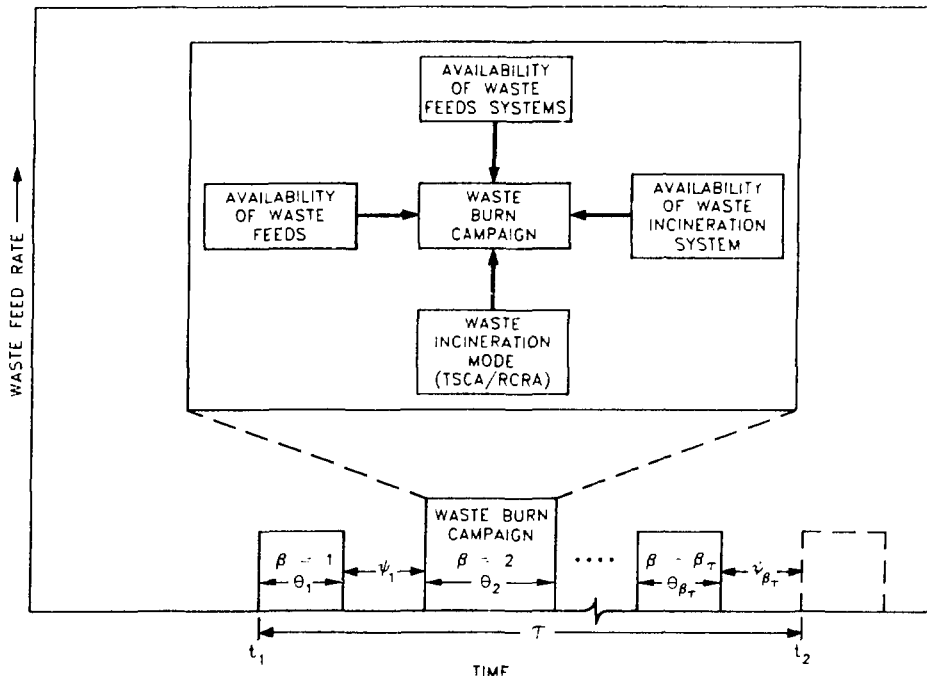 AVAILABILITY
OF WASTE
FEEDS SYSTEMS
AVAILABILITY
OF WASTE
FEEDS
WASTE
BURN
CAMPAIGN
AVAILABILITY
OF WASTE
INCINERATION
SYSTEM
WASTE
INCINERATION
MODE
(TSCA/RCRA)
WASTE FEED RATE
WASTE BURN
CAMPAIGN
β - 1
θ₁
ψ₁
β - 2
θ₂
....
β - βτ
θβτ
ψβτ
τ
t₁
t₂
TIME